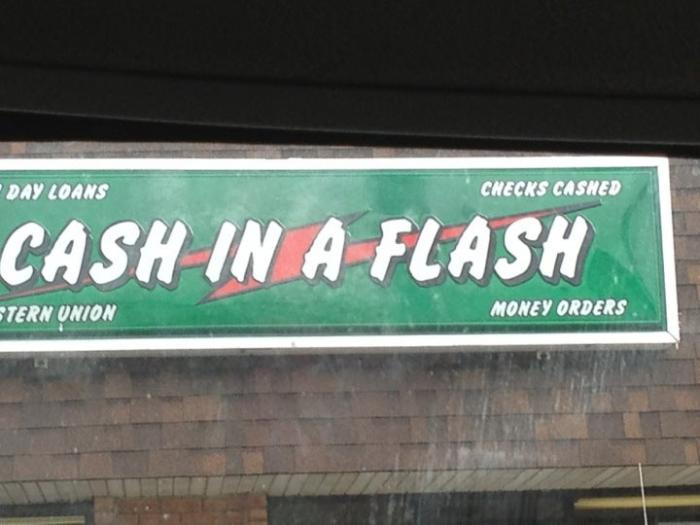 DAY LOANS
CHECKS CASHED
CASH IN A FLASH
STERN UNION
MONEY ORDERS